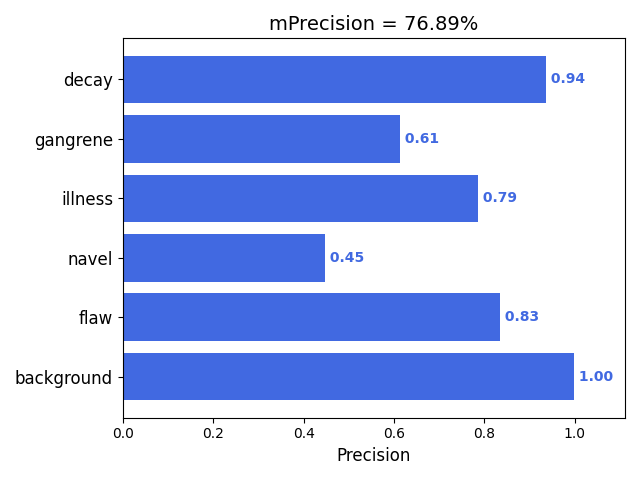 mPrecision = 76.89%
decay 0.94
gangrene 0.61
illness 0.79
navel 0.45
flaw 0.83
background 1.00
0.0 0.2 0.4 0.6 0.8 1.0
Precision